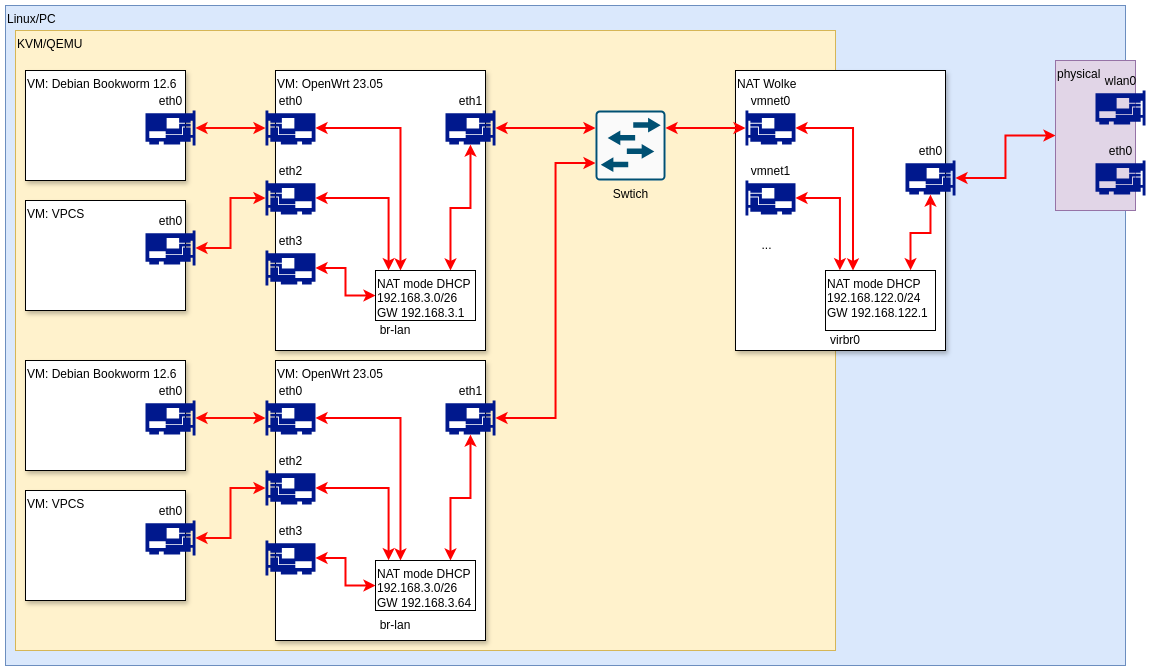 Linux/PC
KVM/QEMU
VM: Debian Bookworm 12.6
eth0
VM: OpenWrt 23.05
eth0
eth1
eth2
eth3
NAT mode DHCP
192.168.3.0/26
GW 192.168.3.1
br-lan
VM: VPCS
eth0
Swtich
NAT Wolke
vmnet0
vmnet1
...
eth0
NAT mode DHCP
192.168.122.0/24
GW 192.168.122.1
virbr0
physical
wlan0
eth0
VM: Debian Bookworm 12.6
eth0
VM: OpenWrt 23.05
eth0
eth1
eth2
eth3
NAT mode DHCP
192.168.3.0/26
GW 192.168.3.64
br-lan
VM: VPCS
eth0